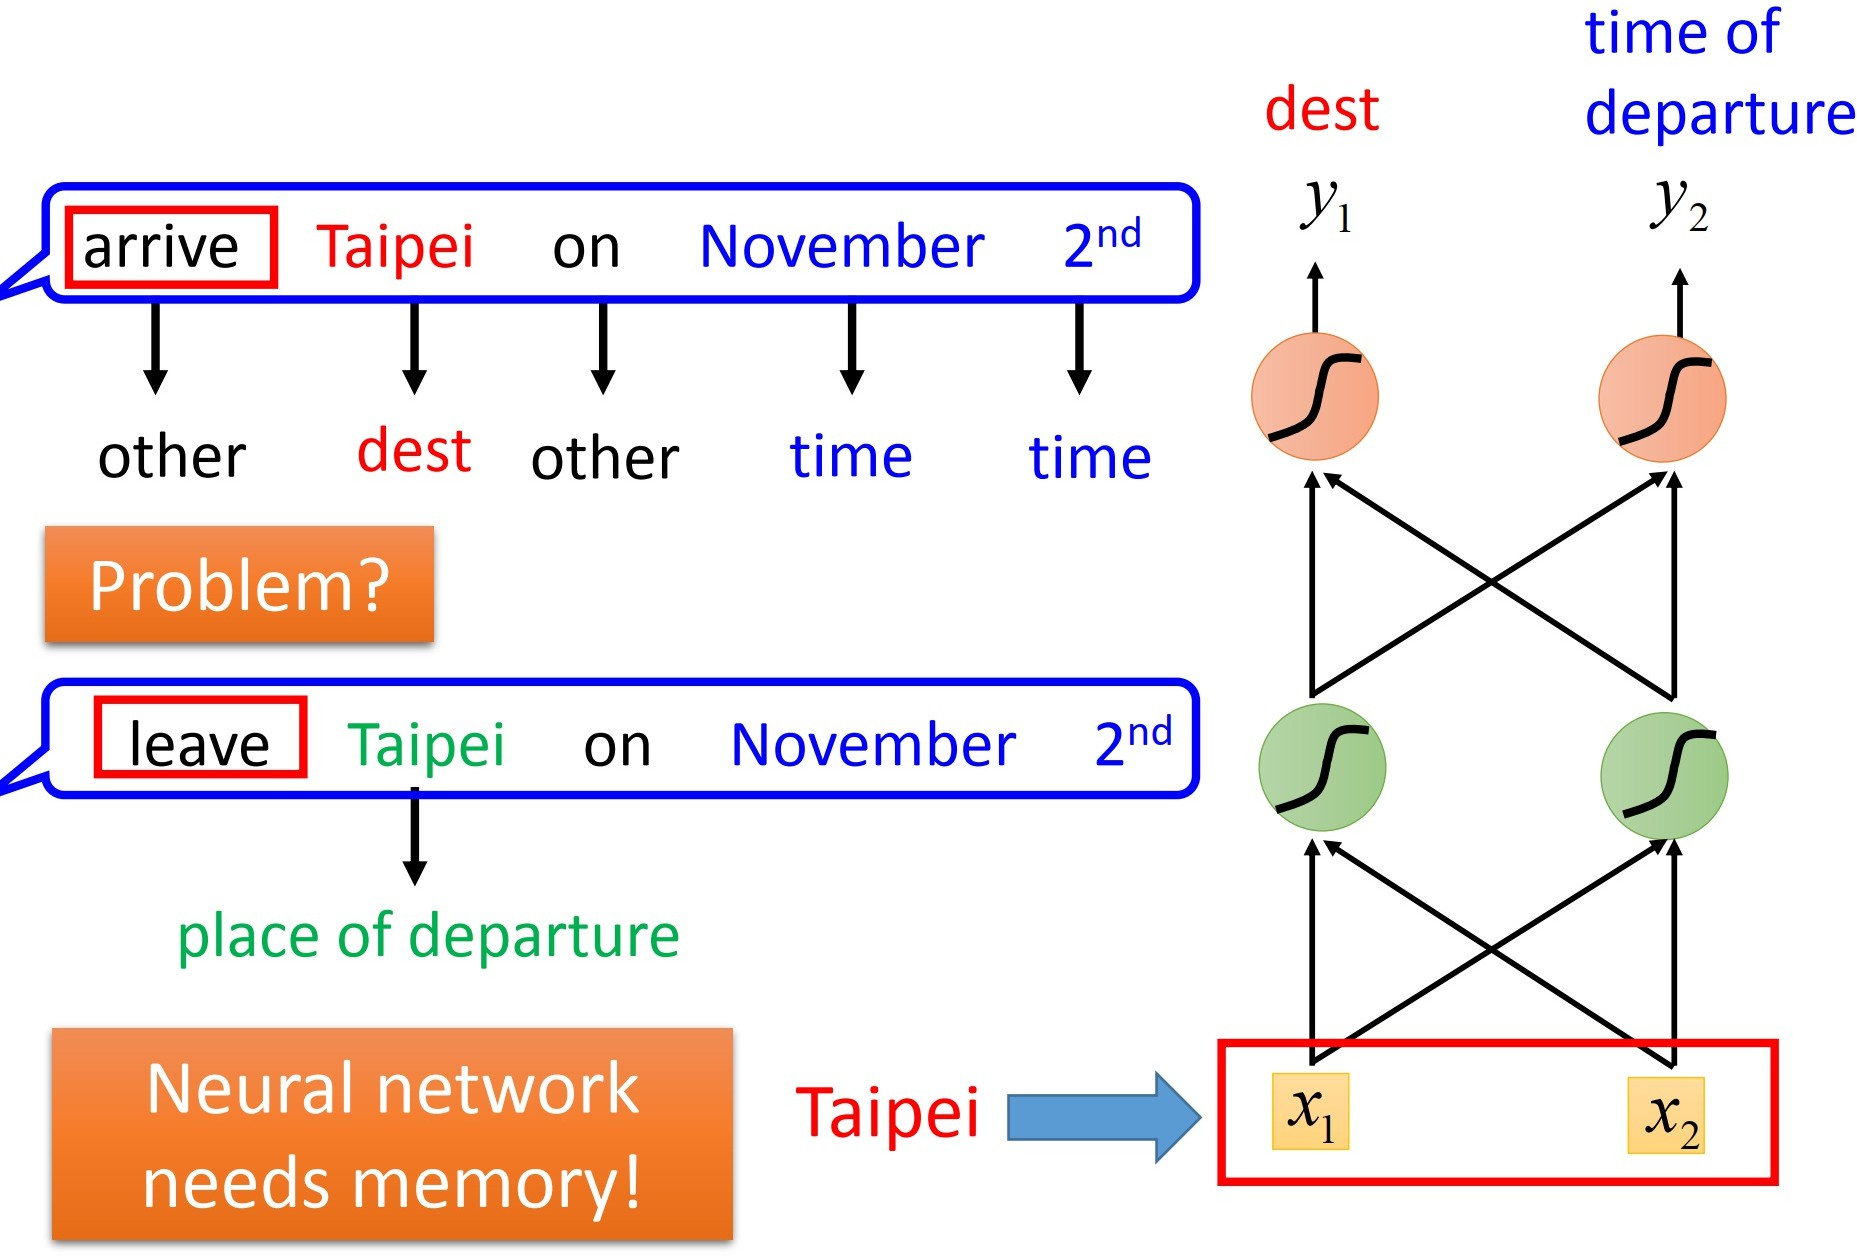 time of
departure
dest
y₁ y₂
arrive Taipei on November 2nd
other dest other time time
Problem?
leave Taipei on November 2nd
place of departure
Neural network
needs memory!
Taipei x₁ x₂